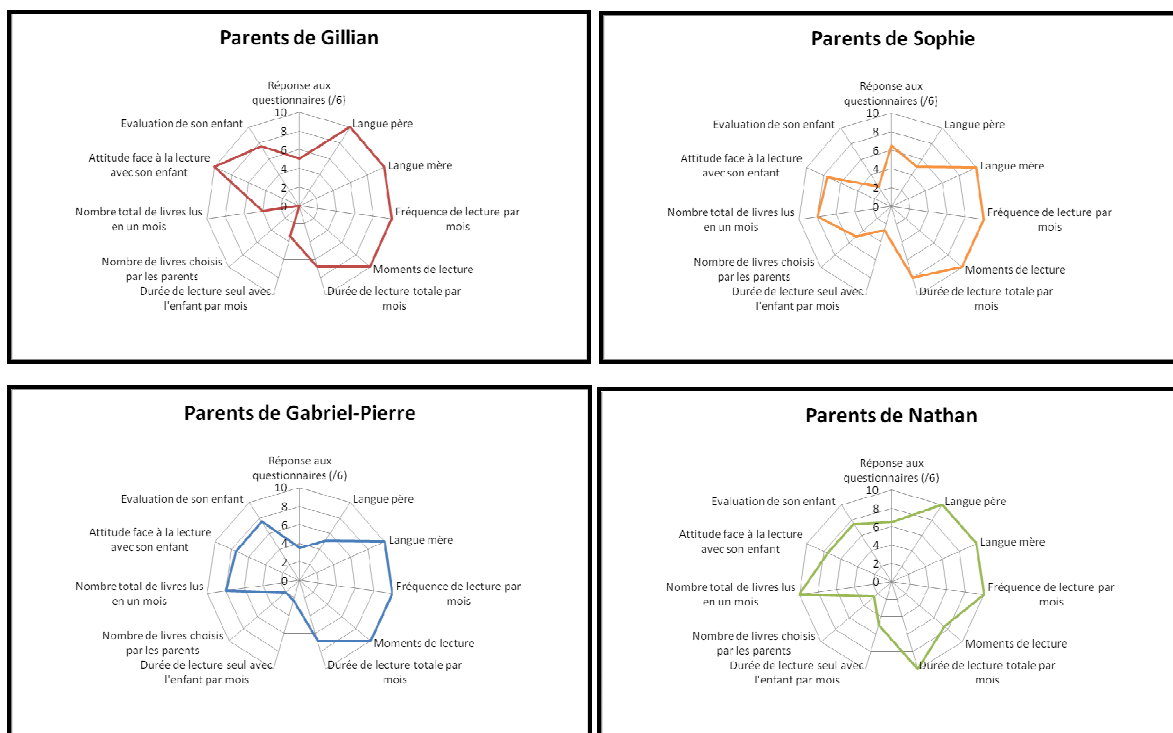 Parents de Gillian
Réponse aux
questionnaires (/6)
10
8
6
4
2
0
Langue père
Langue mère
Fréquence de lecture par
mois
Moments de lecture
Durée de lecture totale par
mois
Durée de lecture seul avec
l'enfant par mois
Nombre de livres choisis
par les parents
Nombre total de livres lus
en un mois
Attitude face à la lecture
avec son enfant
Evaluation de son enfant
Parents de Sophie
Réponse aux
questionnaires (/6)
10
8
6
4
2
0
Langue père
Langue mère
Fréquence de lecture par
mois
Moments de lecture
Durée de lecture totale par
mois
Durée de lecture seul avec
l'enfant par mois
Nombre de livres choisis
par les parents
Nombre total de livres lus
en un mois
Attitude face à la lecture
avec son enfant
Evaluation de son enfant
Parents de Gabriel-Pierre
Réponse aux
questionnaires (/6)
10
8
6
4
2
0
Langue père
Langue mère
Fréquence de lecture par
mois
Moments de lecture
Durée de lecture totale par
mois
Durée de lecture seul avec
l'enfant par mois
Nombre de livres choisis
par les parents
Nombre total de livres lus
en un mois
Attitude face à la lecture
avec son enfant
Evaluation de son enfant
Parents de Nathan
Réponse aux
questionnaires (/6)
10
8
6
4
2
0
Langue père
Langue mère
Fréquence de lecture par
mois
Moments de lecture
Durée de lecture totale par
mois
Durée de lecture seul avec
l'enfant par mois
Nombre de livres choisis
par les parents
Nombre total de livres lus
en un mois
Attitude face à la lecture
avec son enfant
Evaluation de son enfant